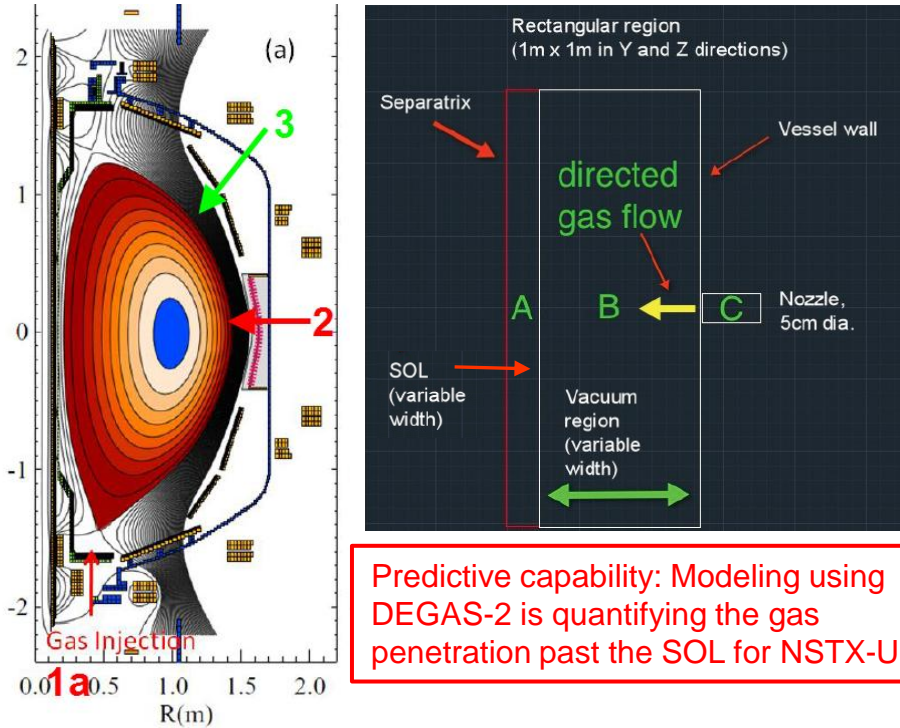 (a)
2
1
0
-1
-2
3
2
Gas Injection
1a
0.0
0.5
1.0
1.5
2.0
R(m)
Rectangular region
(1m x 1m in Y and Z directions)
Separatrix
Vessel wall
directed
gas flow
A
B
C
Nozzle,
5cm dia.
SOL
(variable
width)
Vacuum
region
(variable
width)
Predictive capability: Modeling using
DEGAS-2 is quantifying the gas
penetration past the SOL for NSTX-U